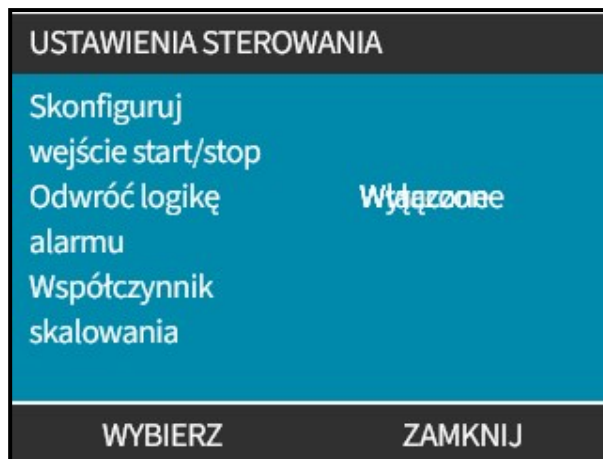 USTAWIENIA STEROWANIA
Skonfiguruj
wejście start/stop
Odwróć logikę
alarmu
Współczynnik
skalowania
WYBIERZ ZAMKNIJ